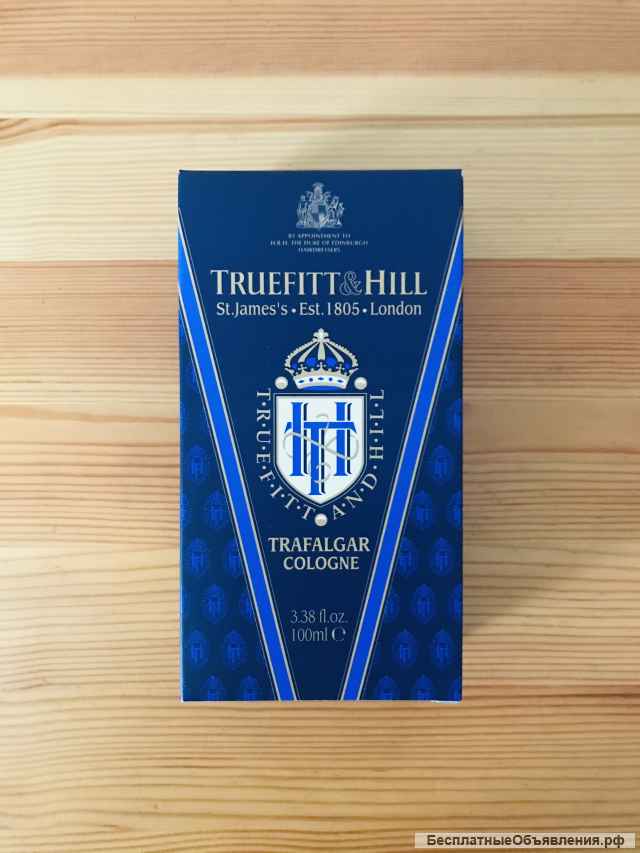 BY APPOINTMENT TO
H.R.H. THE DUKE OF EDINBURGH
HAIRDRESSERS
TRUEFITT & HILL
St.James's • Est.1805 • London
T•R•U•E•F•I•T•T
A•N•D•H•I•L•L
TRAFALGAR
COLOGNE
3.38 fl.oz.
100ml ℮
БесплатныеОбъявления.рф